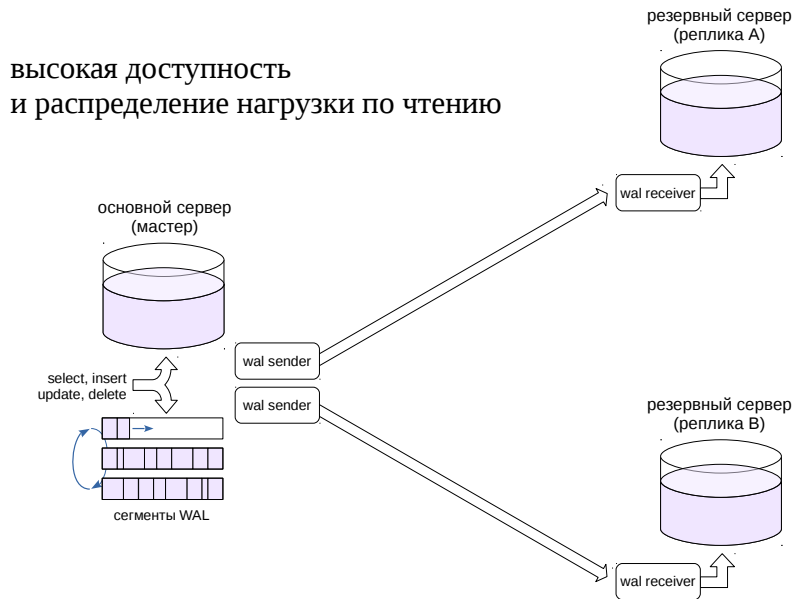 высокая доступность
и распределение нагрузки по чтению
резервный сервер
(реплика A)
wal receiver
основной сервер
(мастер)
wal sender
select, insert
update, delete
wal sender
сегменты WAL
резервный сервер
(реплика B)
wal receiver